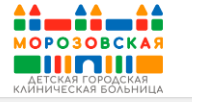 МОРОЗОВСКАЯ
ДЕТСКАЯ ГОРОДСКАЯ
КЛИНИЧЕСКАЯ БОЛЬНИЦА